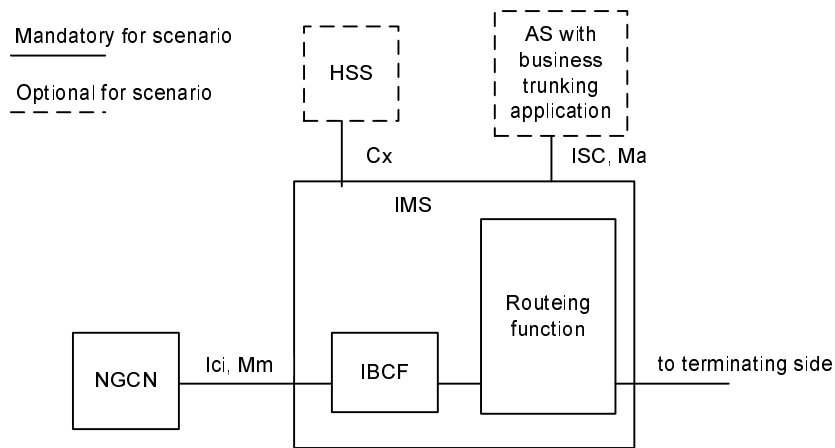 Mandatory for scenario
Optional for scenario
HSS
AS with
business
trunking
application
Cx
ISC, Ma
IMS
Routeing
function
NGCN
Ici, Mm
IBCF
to terminating side